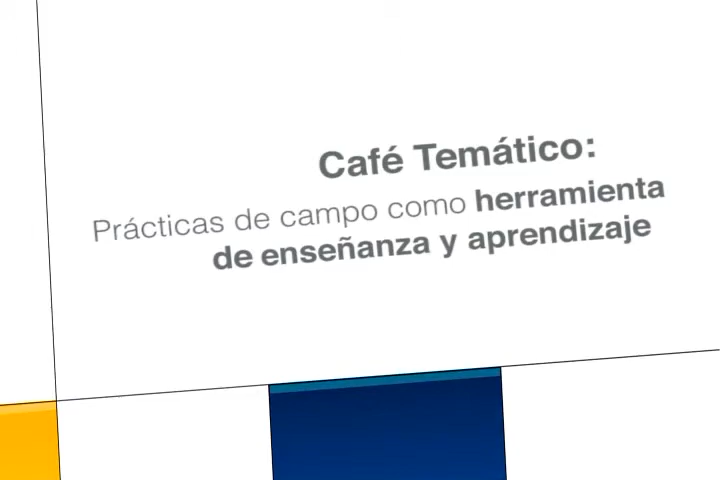 Café Temático:
Prácticas de campo como herramienta
de enseñanza y aprendizaje